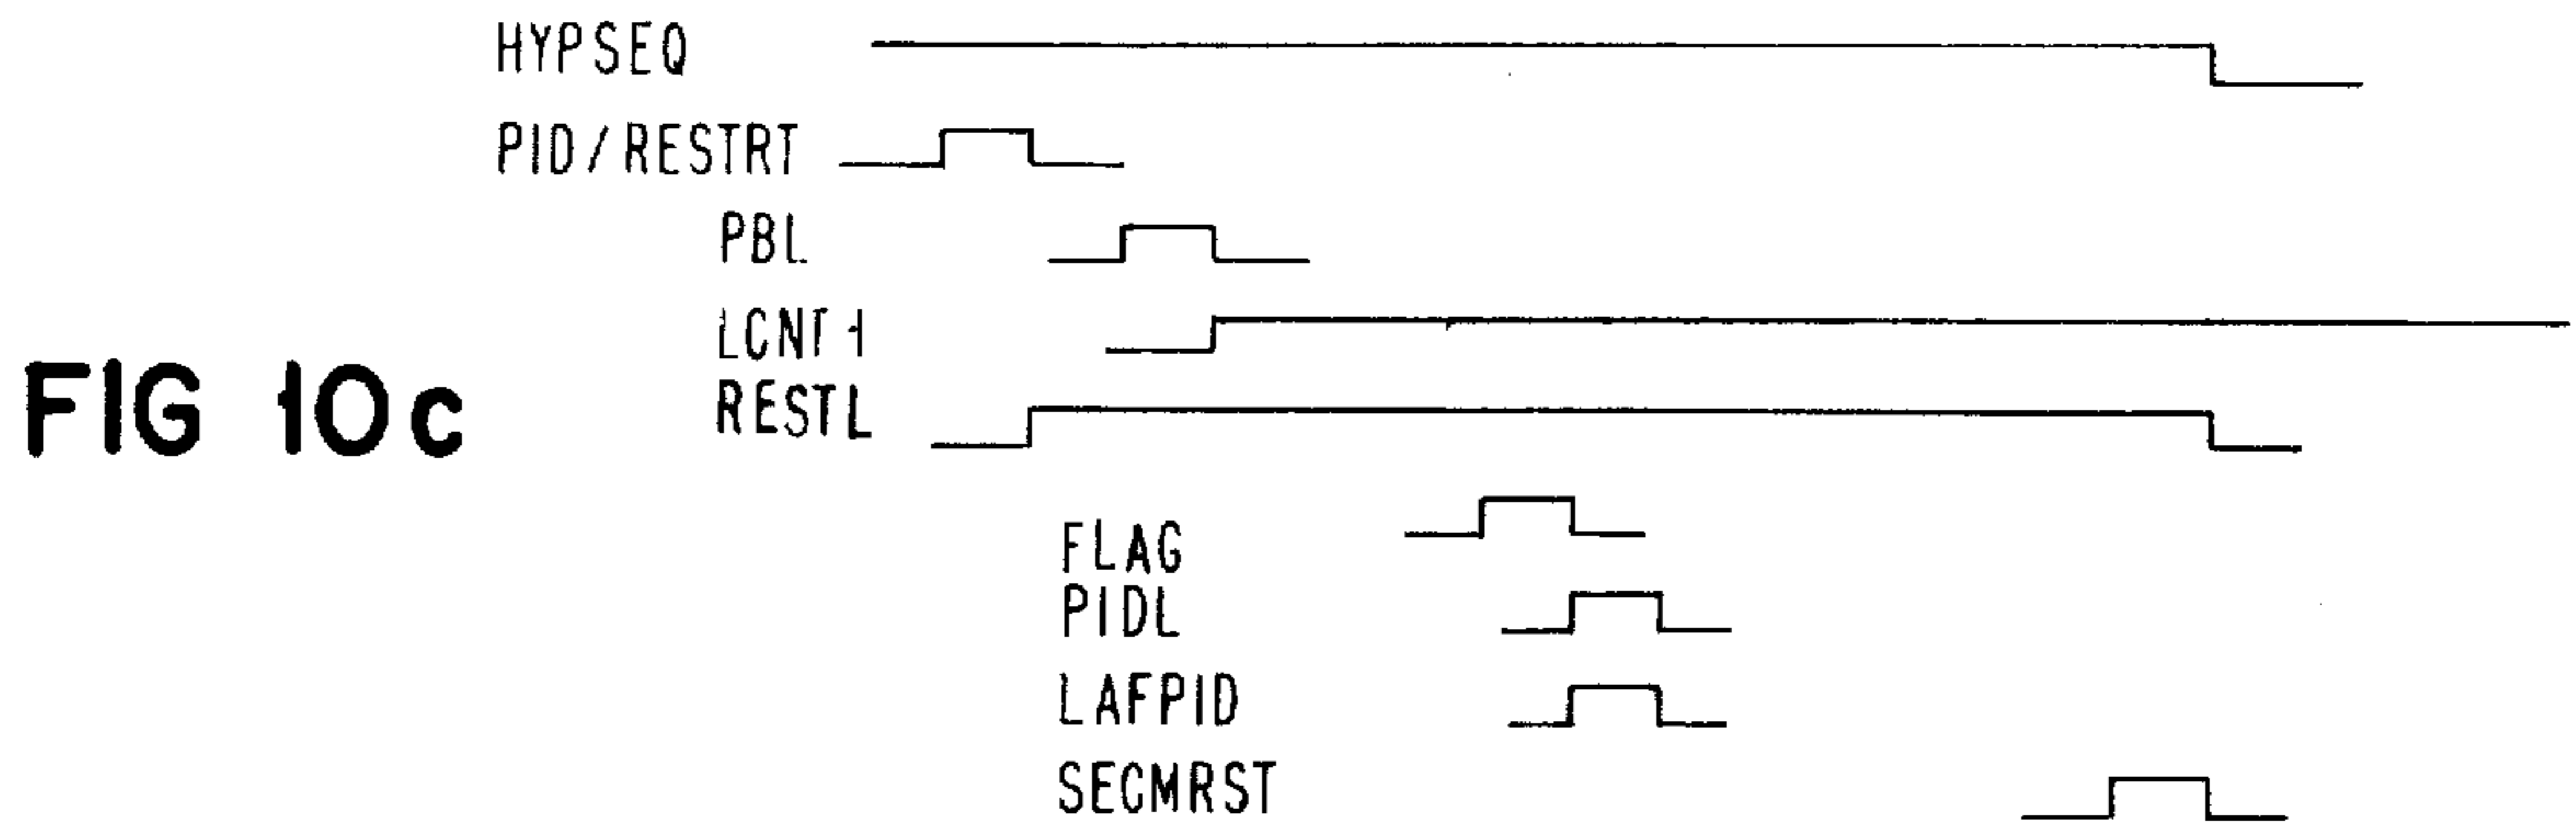 HYPSEQ
PID/RESTRT
PBL
LCNT1
RESTL
FIG 10c
FLAG
PIDL
LAFPID
SECMRST